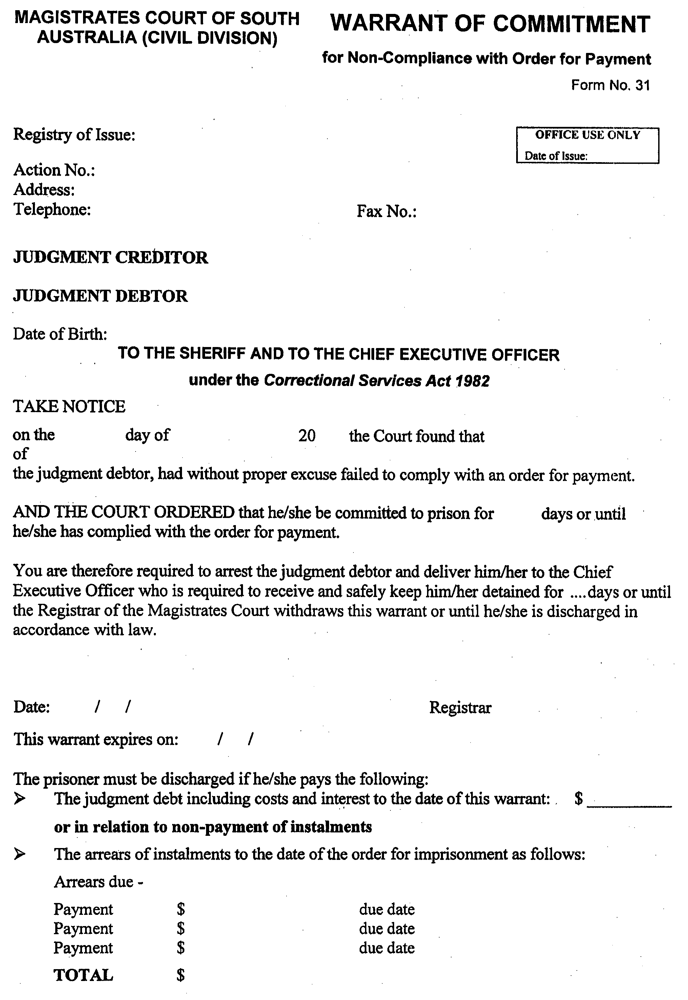 MAGISTRATES COURT OF SOUTH
AUSTRALIA (CIVIL DIVISION)
WARRANT OF COMMITMENT
for Non-Compliance with Order for Payment
Form No. 31
Registry of Issue:
OFFICE USE ONLY
Date of Issue:
Action No.:
Address:
Telephone: Fax No.:
JUDGMENT CREDITOR
JUDGMENT DEBTOR
Date of Birth:
TO THE SHERIFF AND TO THE CHIEF EXECUTIVE OFFICER
under the Correctional Services Act 1982
TAKE NOTICE
on the day of 20 the Court found that
of
the judgment debtor, had without proper excuse failed to comply with an order for payment.
AND THE COURT ORDERED that he/she be committed to prison for days or until
he/she has complied with the order for payment.
You are therefore required to arrest the judgment debtor and deliver him/her to the Chief
Executive Officer who is required to receive and safely keep him/her detained for ....days or until
the Registrar of the Magistrates Court withdraws this warrant or until he/she is discharged in
accordance with law.
Date: / / Registrar
This warrant expires on: / /
The prisoner must be discharged if he/she pays the following:
➢ The judgment debt including costs and interest to the date of this warrant: $ __________
or in relation to non-payment of instalments
➢ The arrears of instalments to the date of the order for imprisonment as follows:
Arrears due -
Payment $ due date
Payment $ due date
Payment $ due date
TOTAL $